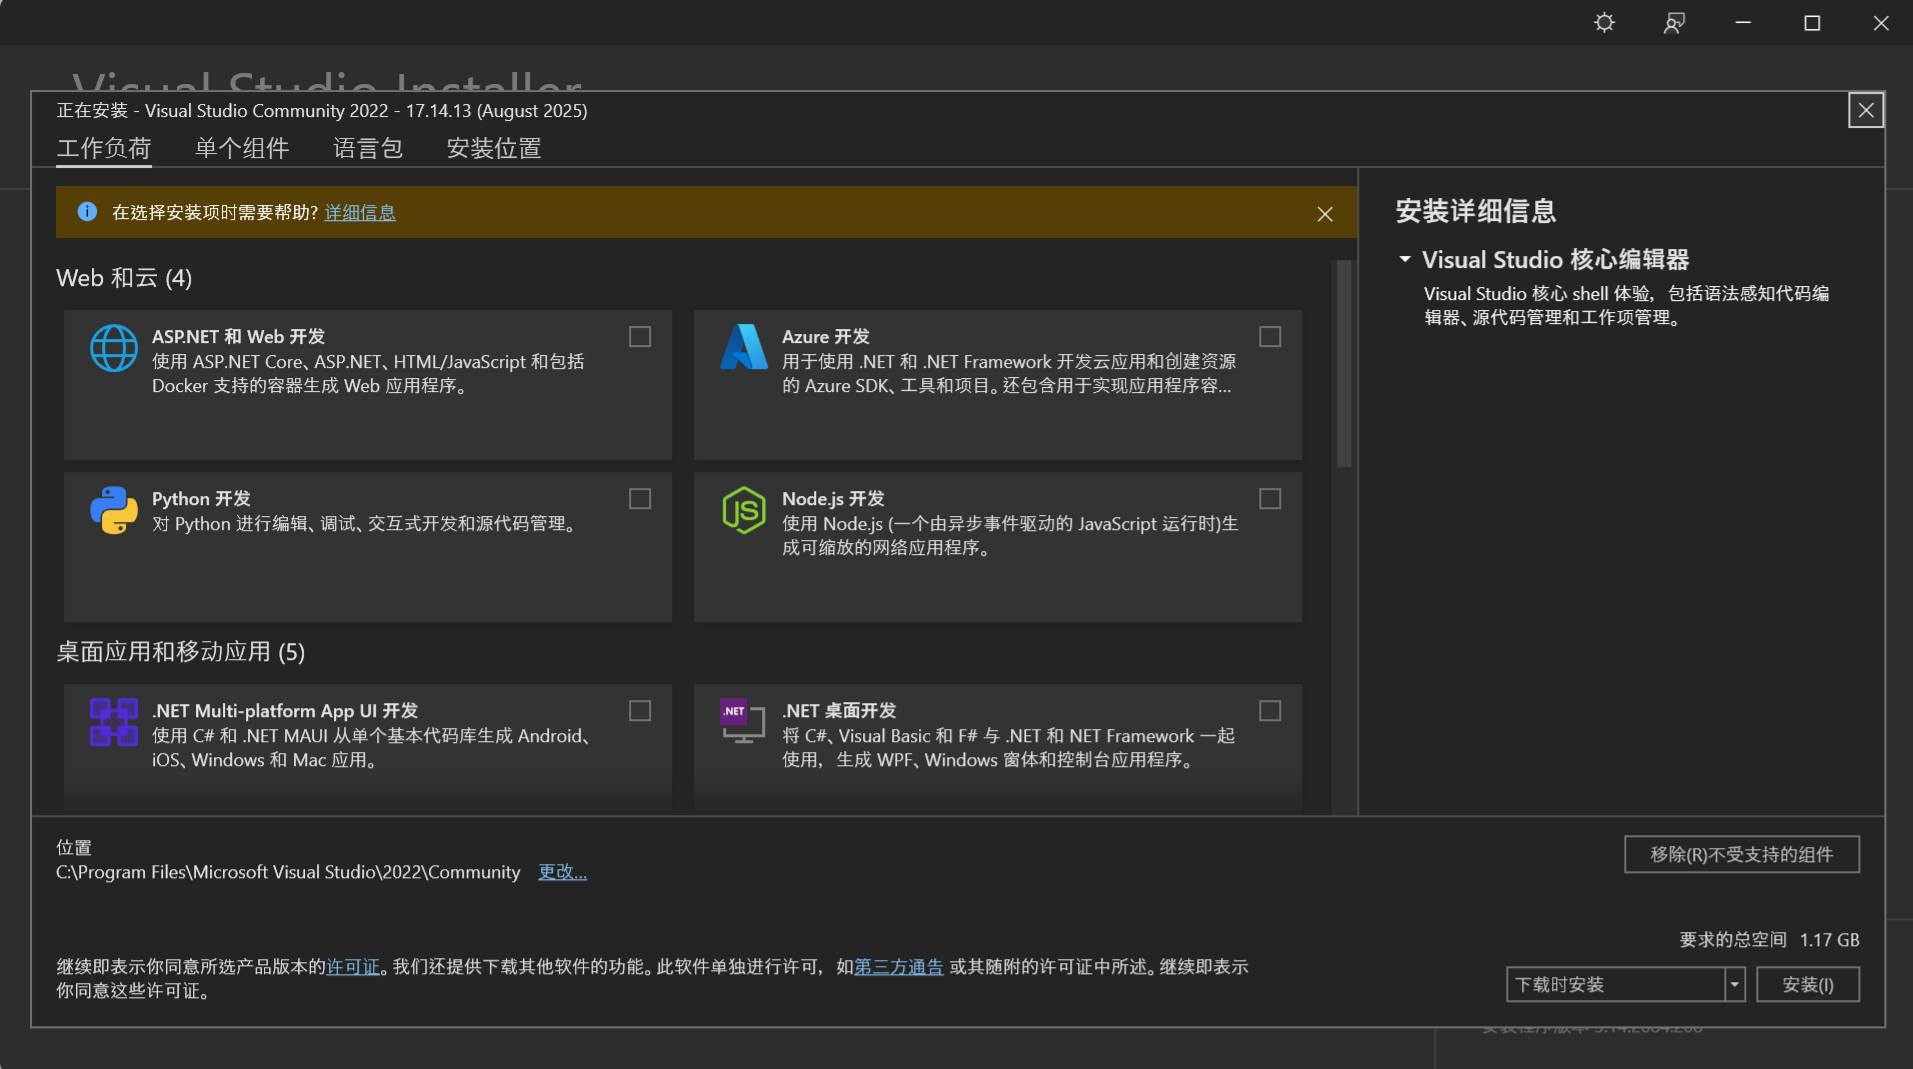 Visual Studio Installer
正在安装 - Visual Studio Community 2022 - 17.14.13 (August 2025)
工作负荷
单个组件
语言包
安装位置
在选择安装项时需要帮助? 详细信息
Web 和云 (4)
ASP.NET 和 Web 开发
使用 ASP.NET Core、ASP.NET、HTML/JavaScript 和包括
Docker 支持的容器生成 Web 应用程序。
Azure 开发
用于使用 .NET 和 .NET Framework 开发云应用和创建资源
的 Azure SDK、工具和项目。还包含用于实现应用程序容...
Python 开发
对 Python 进行编辑、调试、交互式开发和源代码管理。
JS
Node.js 开发
使用 Node.js (一个由异步事件驱动的 JavaScript 运行时)生
成可缩放的网络应用程序。
桌面应用和移动应用 (5)
.NET Multi-platform App UI 开发
使用 C# 和 .NET MAUI 从单个基本代码库生成 Android、
iOS、Windows 和 Mac 应用。
.NET
.NET 桌面开发
将 C#、Visual Basic 和 F# 与 .NET 和 NET Framework 一起
使用，生成 WPF、Windows 窗体和控制台应用程序。
安装详细信息
Visual Studio 核心编辑器
Visual Studio 核心 shell 体验，包括语法感知代码编
辑器、源代码管理和工作项管理。
位置
C:\Program Files\Microsoft Visual Studio\2022\Community 更改...
移除(R)不受支持的组件
要求的总空间 1.17 GB
继续即表示你同意所选产品版本的许可证。我们还提供下载其他软件的功能。此软件单独进行许可，如第三方通告 或其随附的许可证中所述。继续即表示
你同意这些许可证。
下载时安装
安装(I)